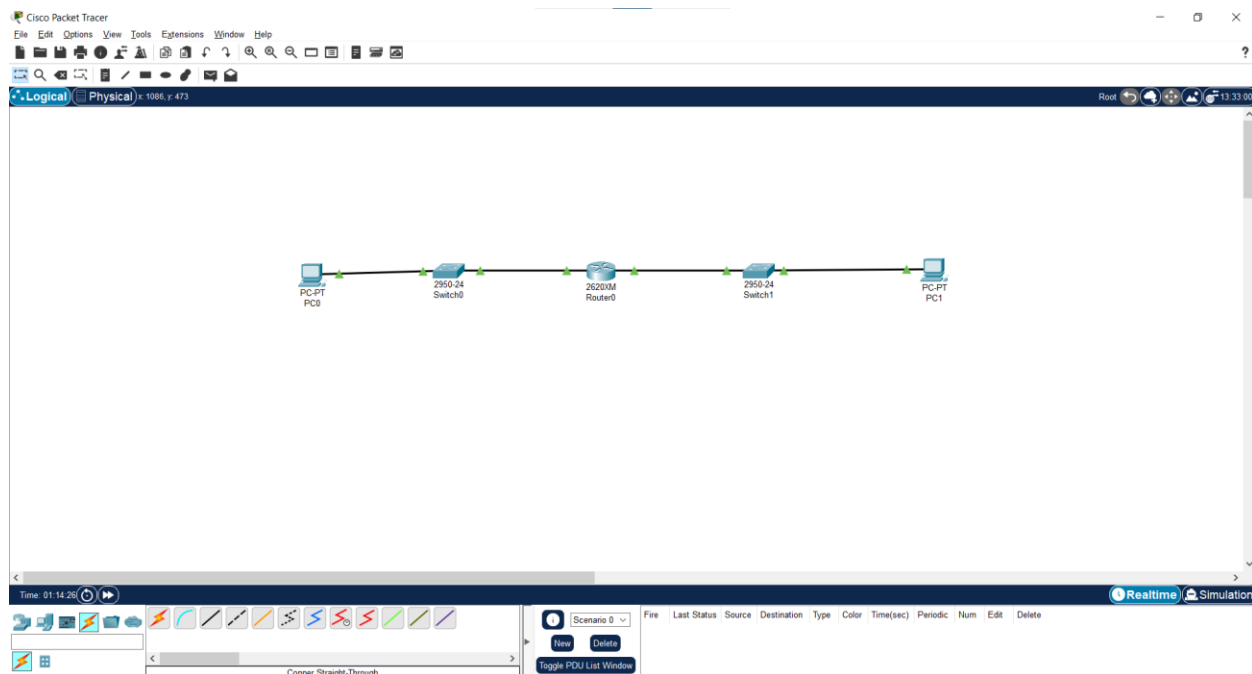 Cisco Packet Tracer
File Edit Options View Tools Extensions Window Help
?
Logical Physical x: 1086, y: 473 Root 13:33:00
PC-PT
PC0
2950-24
Switch0
2620XM
Router0
2950-24
Switch1
PC-PT
PC1
Time: 01:14:26 Realtime Simulation
Scenario 0 Fire Last Status Source Destination Type Color Time(sec) Periodic Num Edit Delete
New Delete
Toggle PDU List Window
Copper Straight-Through